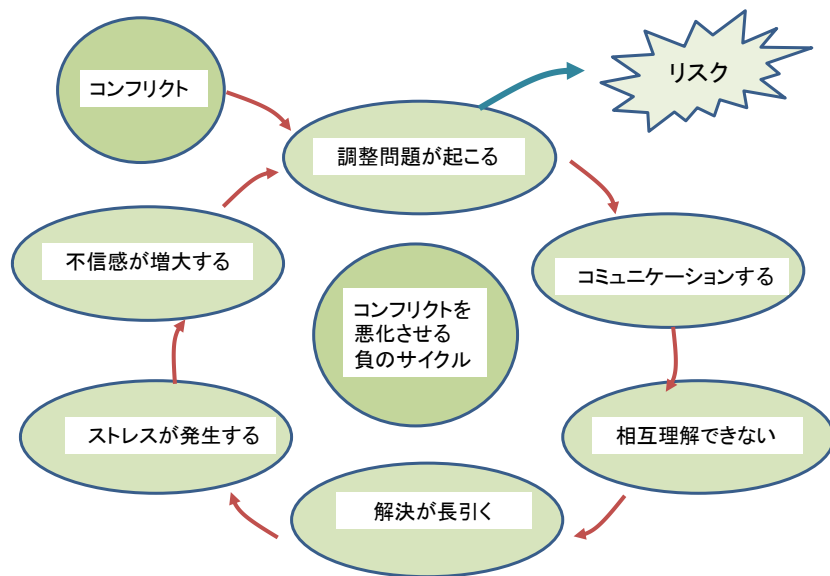 コンフリクト
リスク
調整問題が起こる
不信感が増大する
コミュニケーションする
コンフリクトを
悪化させる
負のサイクル
ストレスが発生する
相互理解できない
解決が長引く